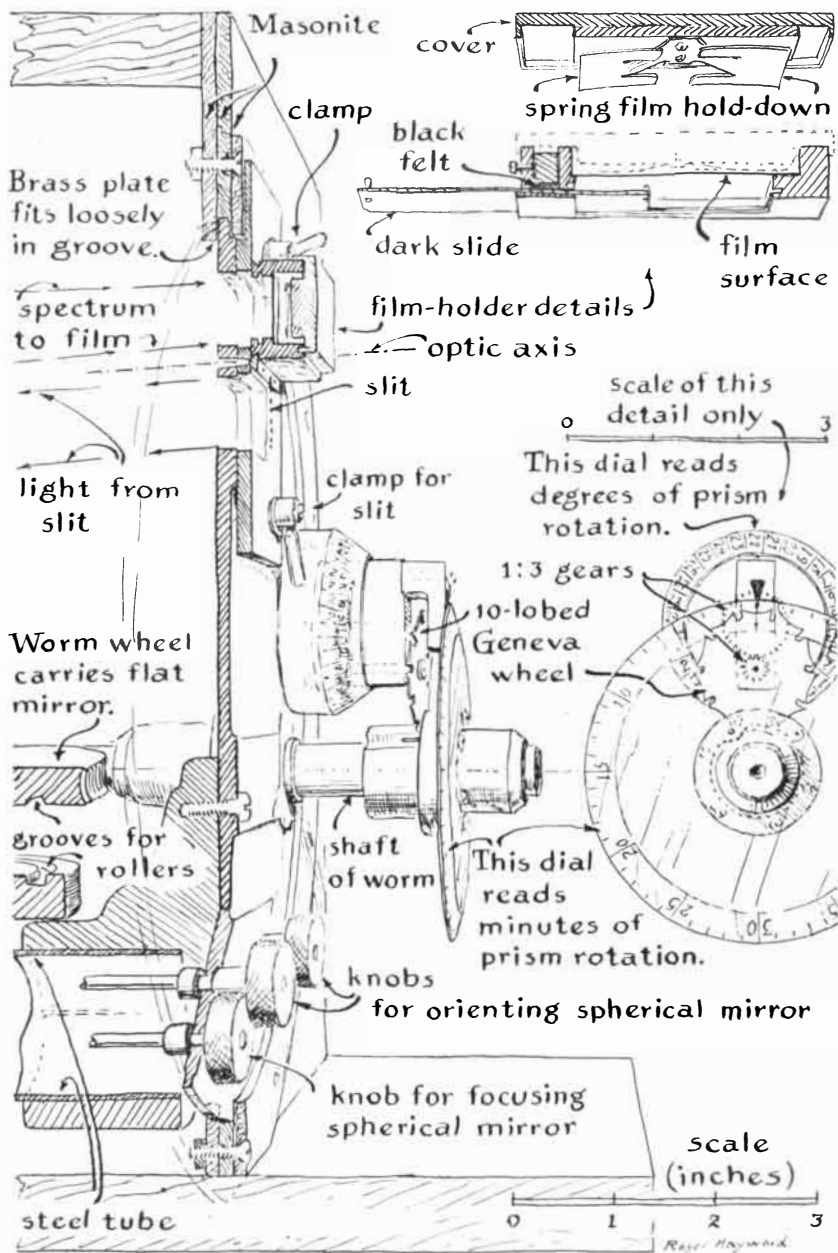 Masonite
clamp
Brass plate
fits loosely
in groove.
spectrum
to film
light from
slit
Worm wheel
carries flat
mirror.
grooves for
rollers
steel tube
cover
spring film hold-down
black
felt
dark slide
film
surface
film-holder details
optic axis
slit
clamp for
slit
scale of this
detail only
0
3
This dial reads
degrees of prism
rotation.
1:3 gears
10-lobed
Geneva
wheel
15
20
25
30
shaft
of worm
This dial
reads
minutes of
prism rotation.
knobs
for orienting spherical mirror
knob for focusing
spherical mirror
scale
(inches)
0 1 2 3
Roger Hayward